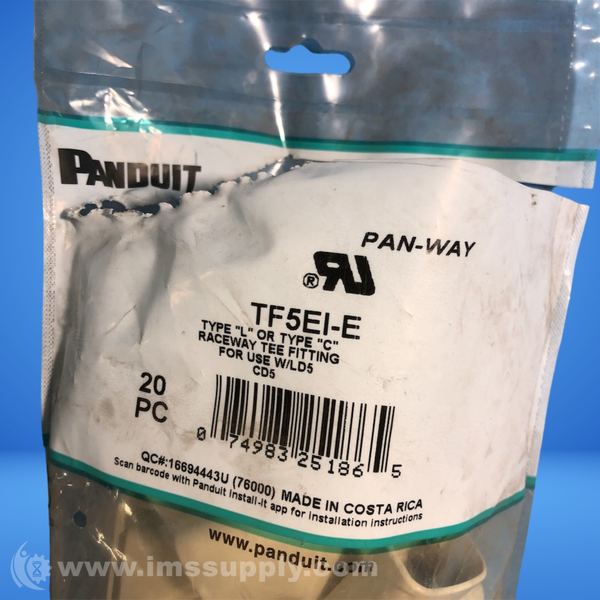 PANDUIT
PAN-WAY
®
TF5EI-E
TYPE "L" OR TYPE "C"
RACEWAY TEE FITTING
FOR USE W/LD5
CD5
20
PC
0 74983 25186 5
QC#:16694443U (76000) MADE IN COSTA RICA
Scan barcode with Panduit Install-It app for installation instructions
www.panduit.com
www.imssupply.com